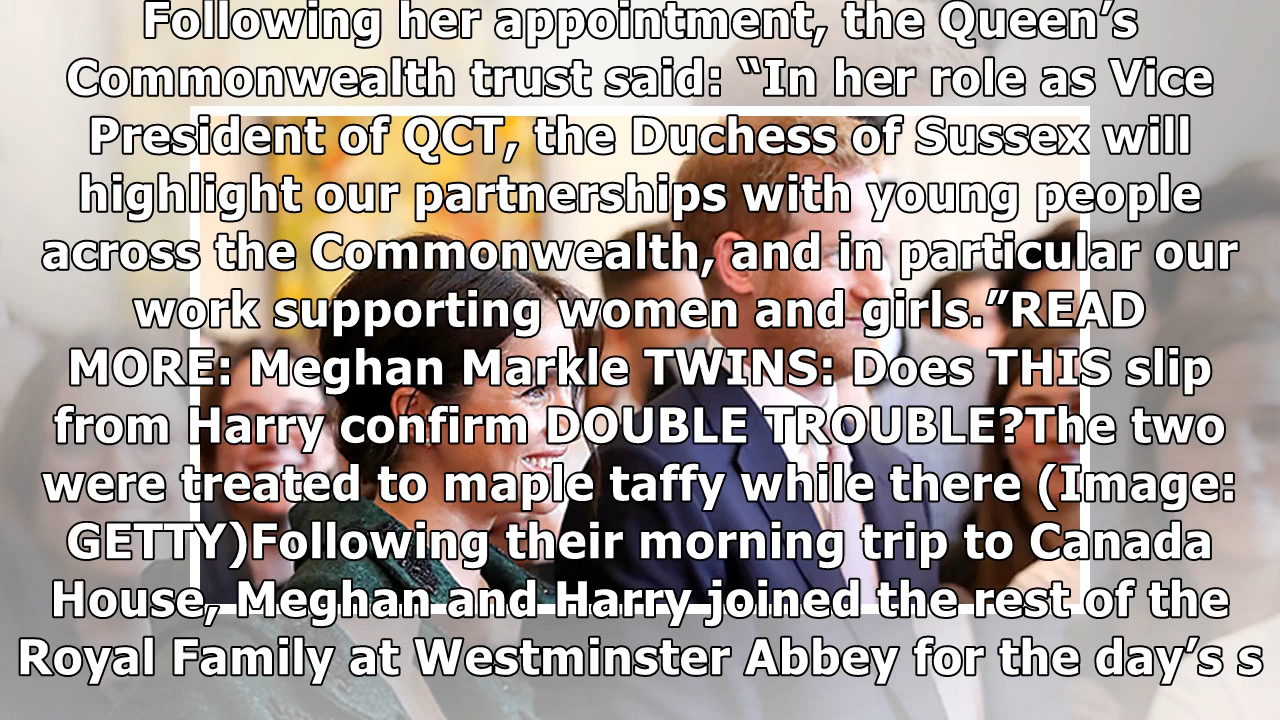 Following her appointment, the Queen’s
Commonwealth trust said: “In her role as Vice
President of QCT, the Duchess of Sussex will
highlight our partnerships with young people
across the Commonwealth, and in particular our
work supporting women and girls.”READ
MORE: Meghan Markle TWINS: Does THIS slip
from Harry confirm DOUBLE TROUBLE?The two
were treated to maple taffy while there (Image:
GETTY)Following their morning trip to Canada
House, Meghan and Harry joined the rest of the
Royal Family at Westminster Abbey for the day’s s